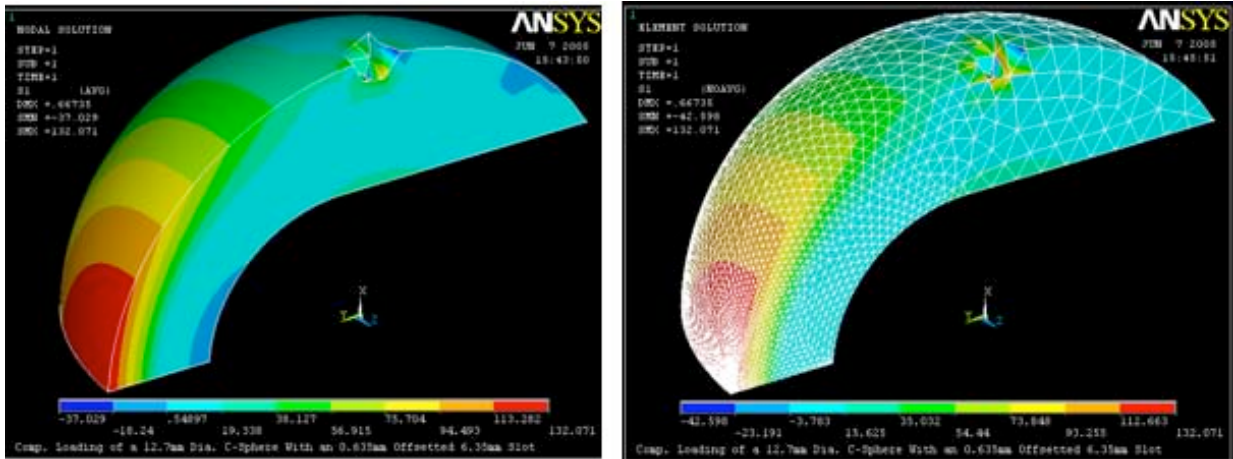 1
NODAL SOLUTION
STEP=1
SUB =1
TIME=1
S1 (AVG)
DMX =.66735
SMN =-37.029
SMX =132.071
ANSYS
JUN 7 2008
15:43:50
X
Y
Z
-37.029 .54897 38.127 75.704 113.282
-18.24 19.338 56.915 94.493 132.071
Comp. Loading of a 12.7mm Dia. C-Sphere With an 0.635mm Offsetted 6.35mm Slot
1
ELEMENT SOLUTION
STEP=1
SUB =1
TIME=1
S1 (NOAVG)
DMX =.66735
SMN =-42.598
SMX =132.071
ANSYS
JUN 7 2008
X
Y
Z
-42.598 -3.783 35.032 73.848 112.663
-23.191 15.625 54.44 93.255 132.071
Comp. Loading of a 12.7mm Dia. C-Sphere With an 0.635mm Offsetted 6.35mm Slot